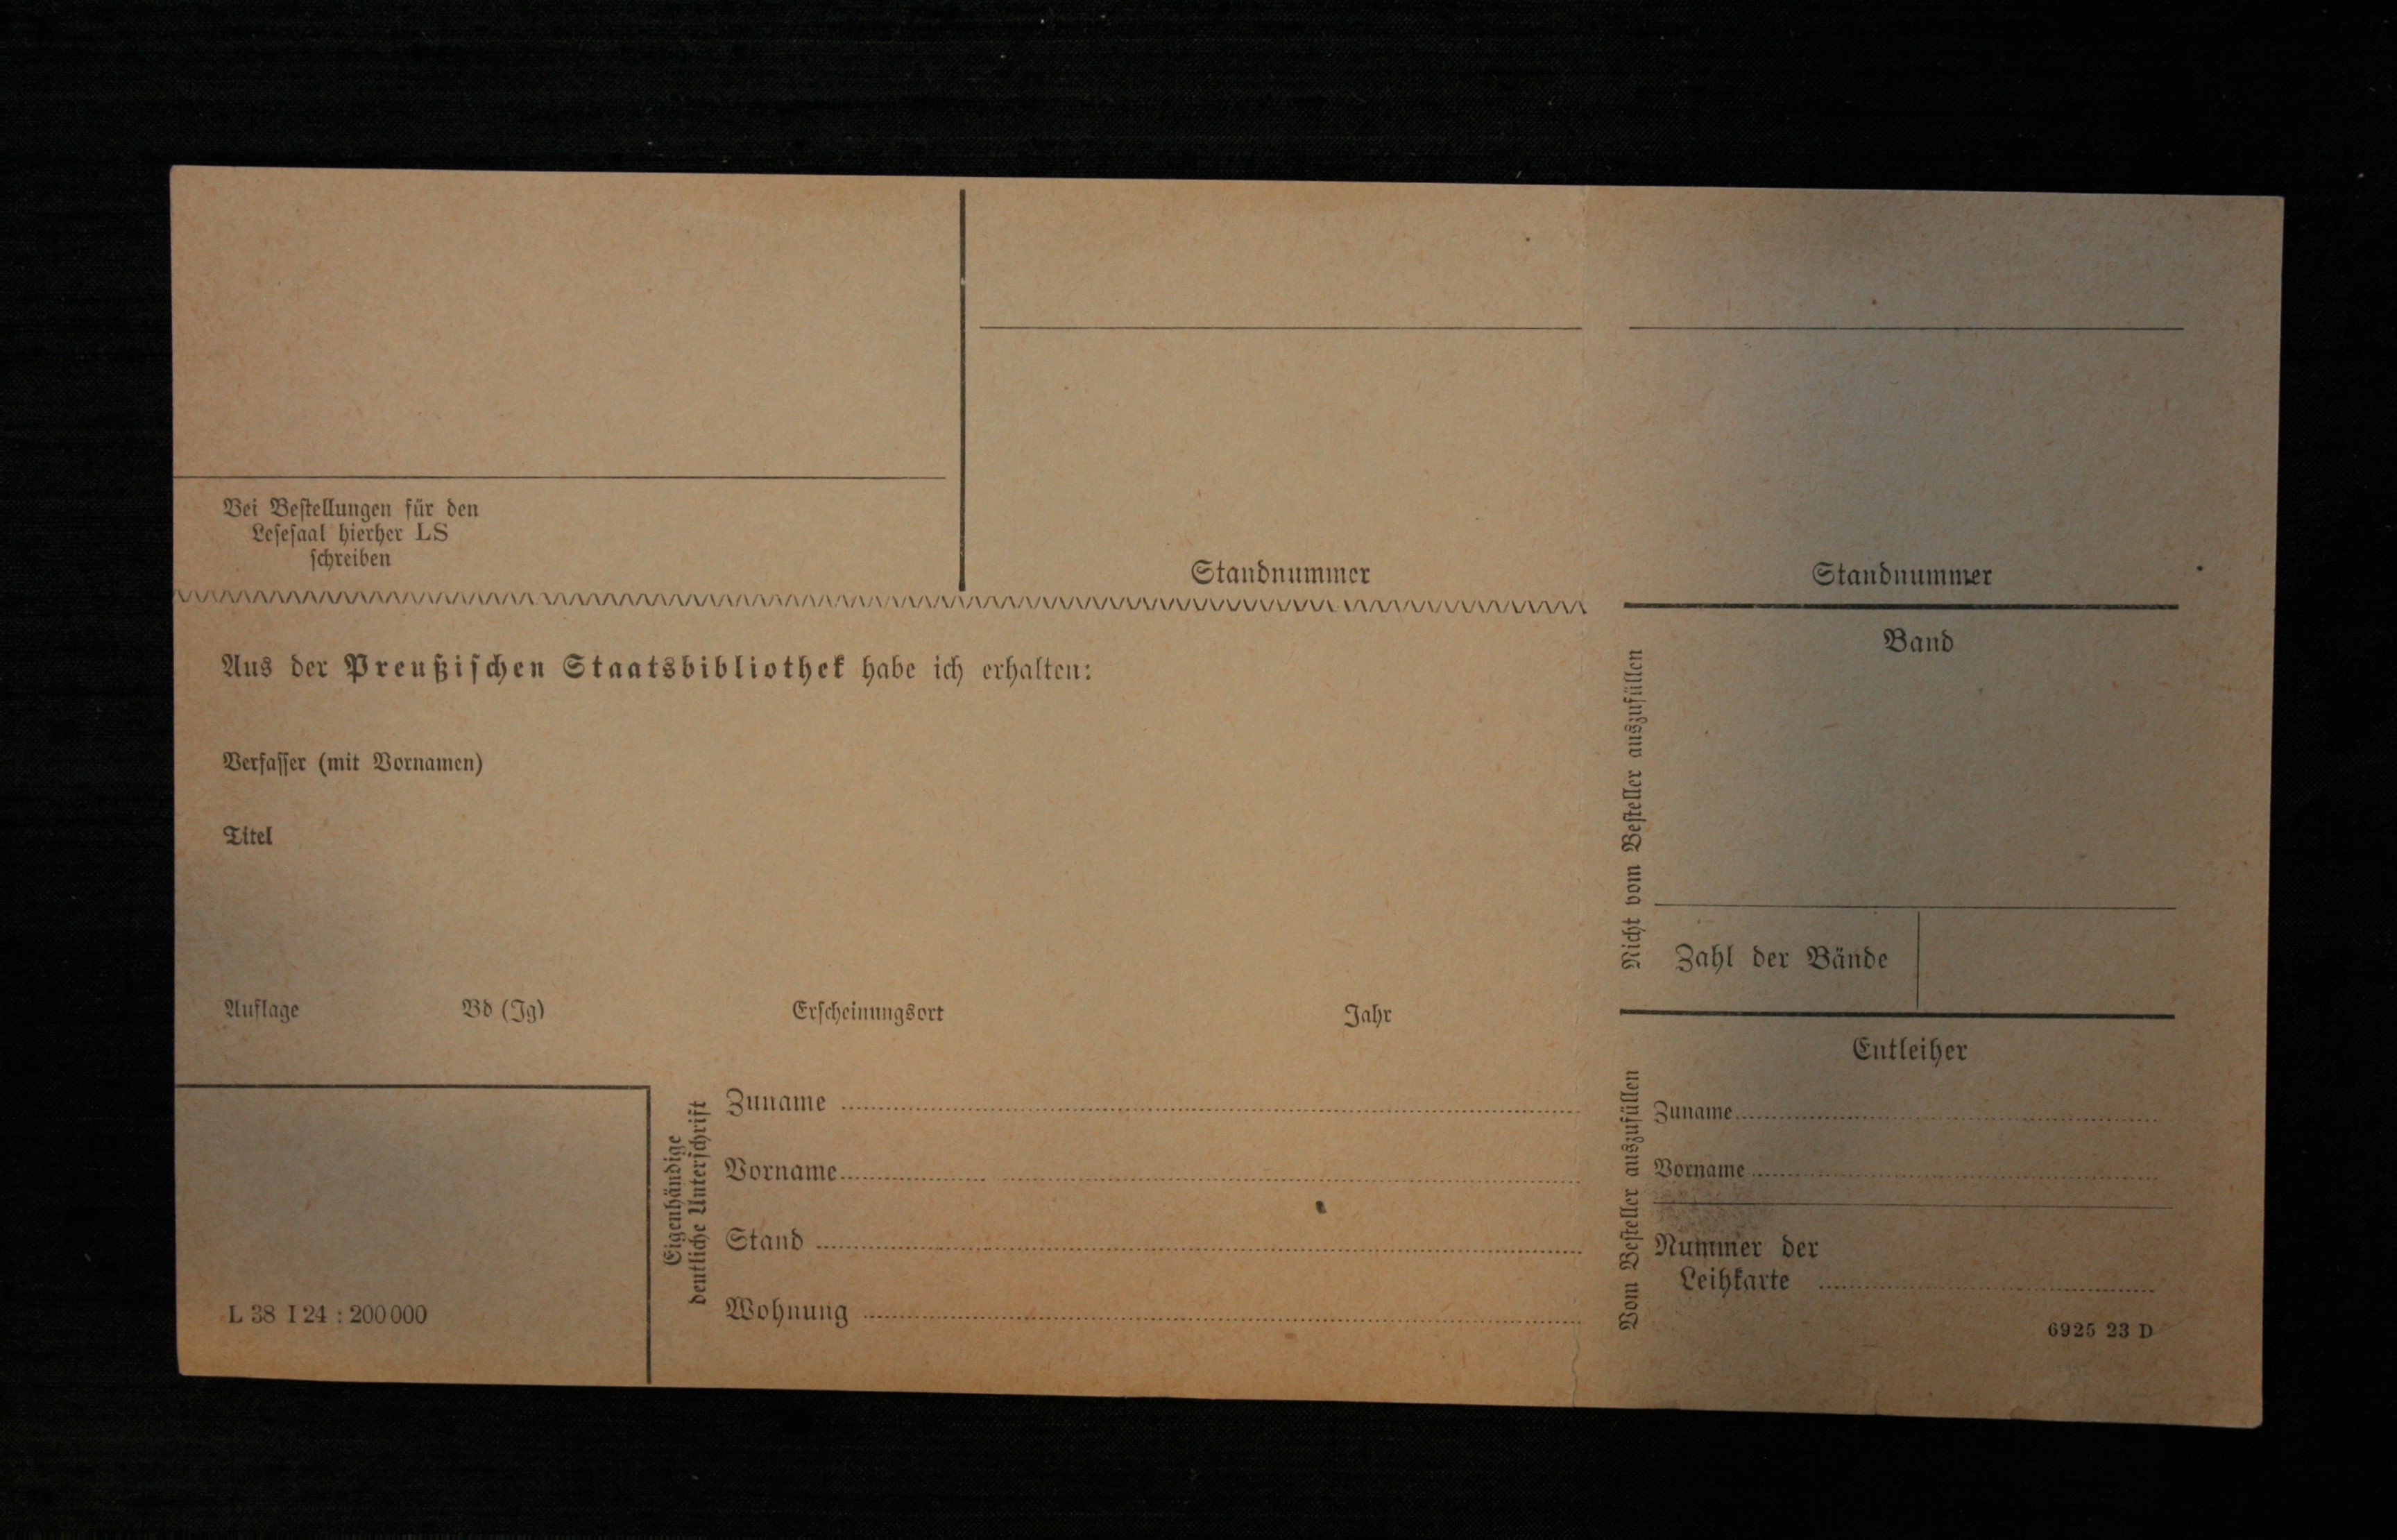 Bei Bestellungen für den
Lesesaal hierher LS
schreiben
Standnummer
Aus der Preußischen Staatsbibliothek habe ich erhalten:
Verfasser (mit Vornamen)
Titel
Auflage Bd (Jg) Erscheinungsort Jahr
L 38 I 24 : 200 000
Eigenhändige
deutliche Unterschrift
Zuname
Vorname
Stand
Wohnung
Standnummer
Nicht vom Besteller auszufüllen
Band
Zahl der Bände
Vom Besteller auszufüllen
Entleiher
Zuname
Vorname
Nummer der
Leihkarte
6925 23 D